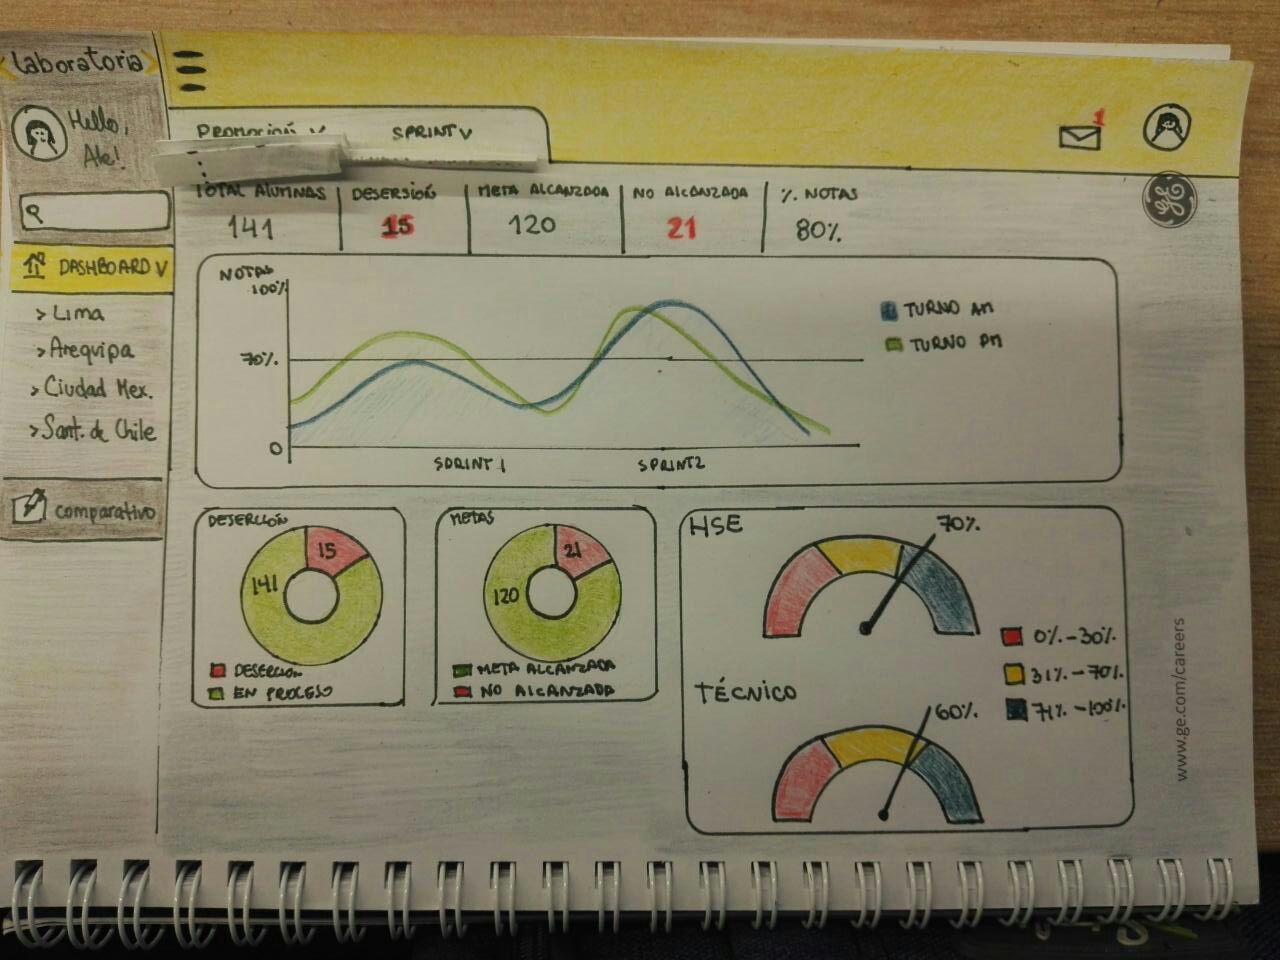 <Laboratoria>
Hello,
Ale!
DASHBOARD V
> Lima
> Arequipa
> Ciudad Mex.
> Sant. de Chile
comparativo
PROMOCIÓN V SPRINT V
1
TOTAL ALUMNAS DESERSIÓN META ALCANZADA NO ALCANZADA % NOTAS
141 15 120 21 80%
GE
NOTAS
100%
70%
0
SPRINT 1 SPRINT2
TURNO AM
TURNO PM
DESERCIÓN
15
141
DESERCIÓN
EN PROCESO
METAS
21
120
META ALCANZADA
NO ALCANZADA
HSE
70%
TÉCNICO
60%
0%-30%
31%-70%
71%-100%
www.ge.com/careers